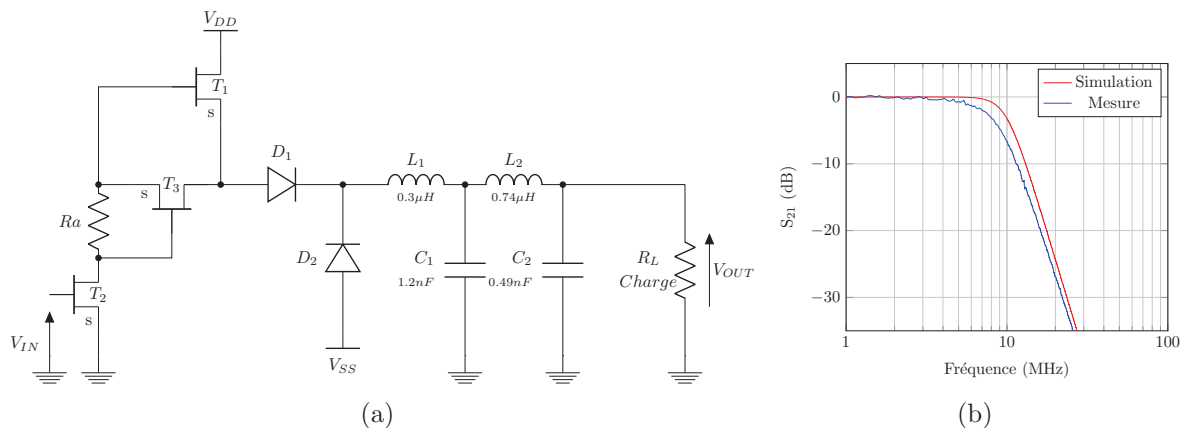 V_DD
T_1
s
D_1
L_1
0.3μH
L_2
0.74μH
s
T_3
Ra
D_2
C_1
1.2nF
C_2
0.49nF
R_L
Charge
V_OUT
T_2
s
V_IN
V_SS
(a)
Simulation
Mesure
0
−10
−20
−30
S_21 (dB)
1
10
100
Fréquence (MHz)
(b)